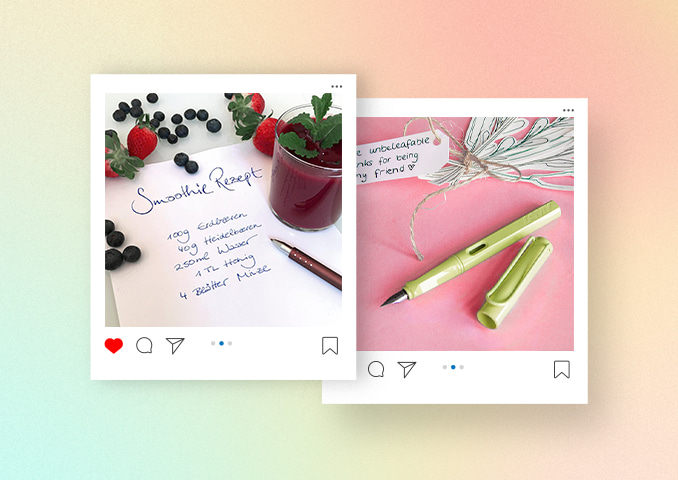 Smoothie Rezept
100g Erdbeeren
40g Heidelbeeren
250ml Wasser
1 TL Honig
4 Blätter Minze
e unbeleafable
nks for being
my friend